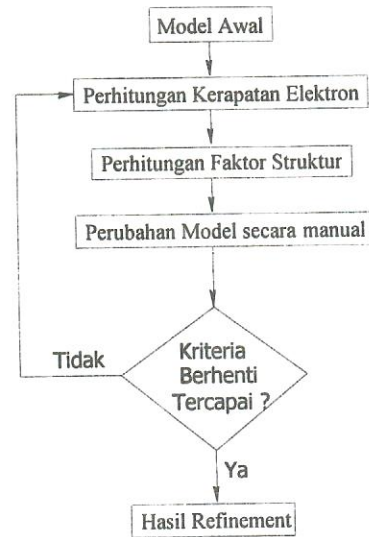 Model Awal
Perhitungan Kerapatan Elektron
Perhitungan Faktor Struktur
Perubahan Model secara manual
Kriteria
Berhenti
Tercapai ?
Tidak
Ya
Hasil Refinement